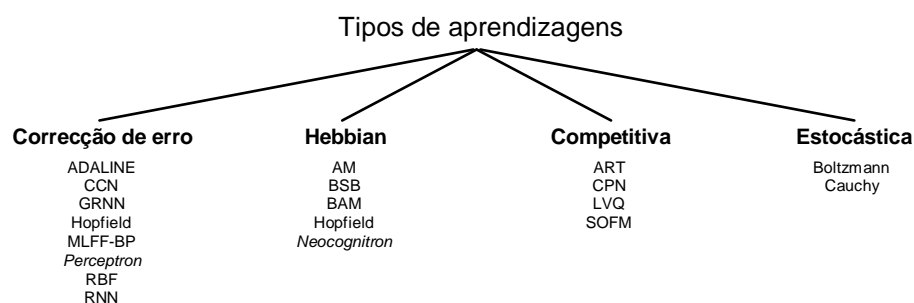 Tipos de aprendizagens
Correcção de erro
ADALINE
CCN
GRNN
Hopfield
MLFF-BP
Perceptron
RBF
RNN
Hebbian
AM
BSB
BAM
Hopfield
Neocognitron
Competitiva
ART
CPN
LVQ
SOFM
Estocástica
Boltzmann
Cauchy